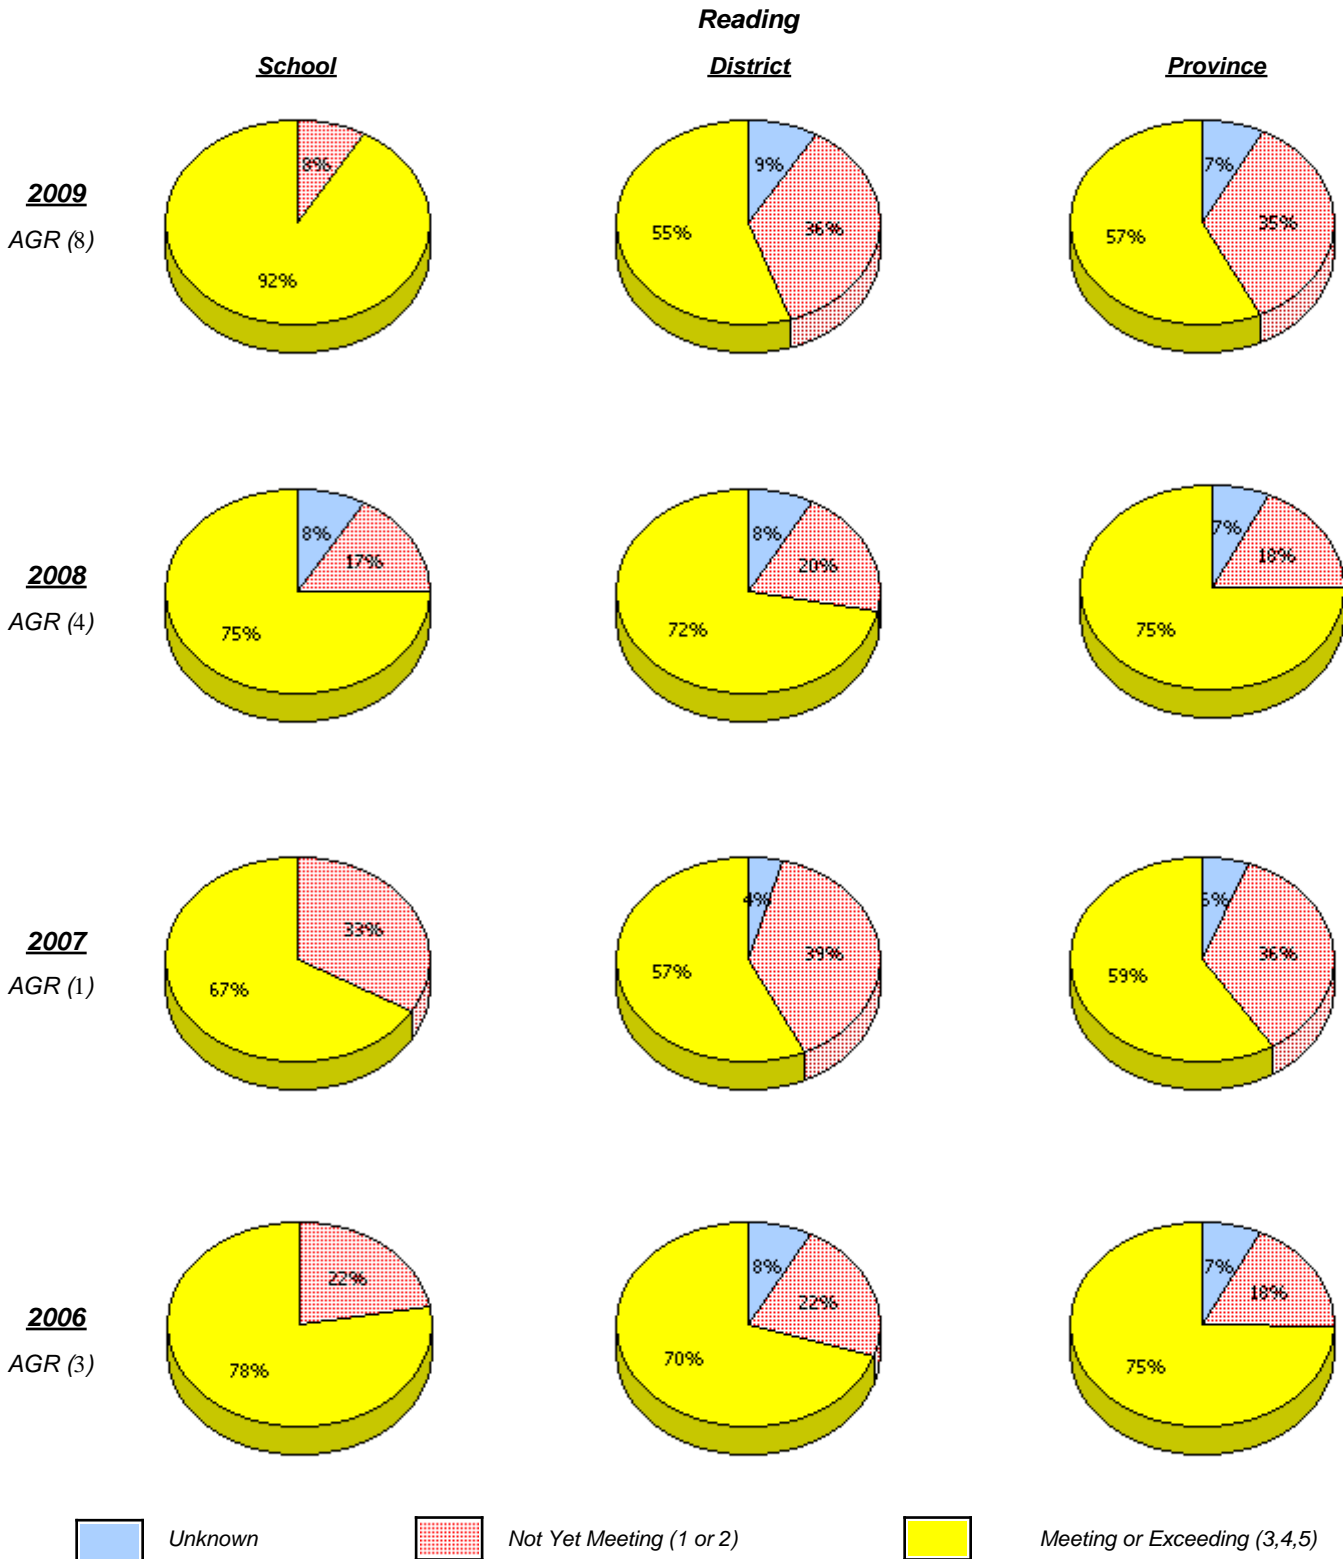 Reading
School District Province
8% 9% 7%
2009
AGR (8)
55% 36% 57% 35%
92%
8% 8% 7%
17% 20% 18%
2008
AGR (4)
75% 72% 75%
4% 5%
33% 39% 36%
2007
AGR (1)
67% 57% 59%
8% 7%
22% 22% 18%
2006
AGR (3)
78% 70% 75%
Unknown Not Yet Meeting (1 or 2) Meeting or Exceeding (3,4,5)